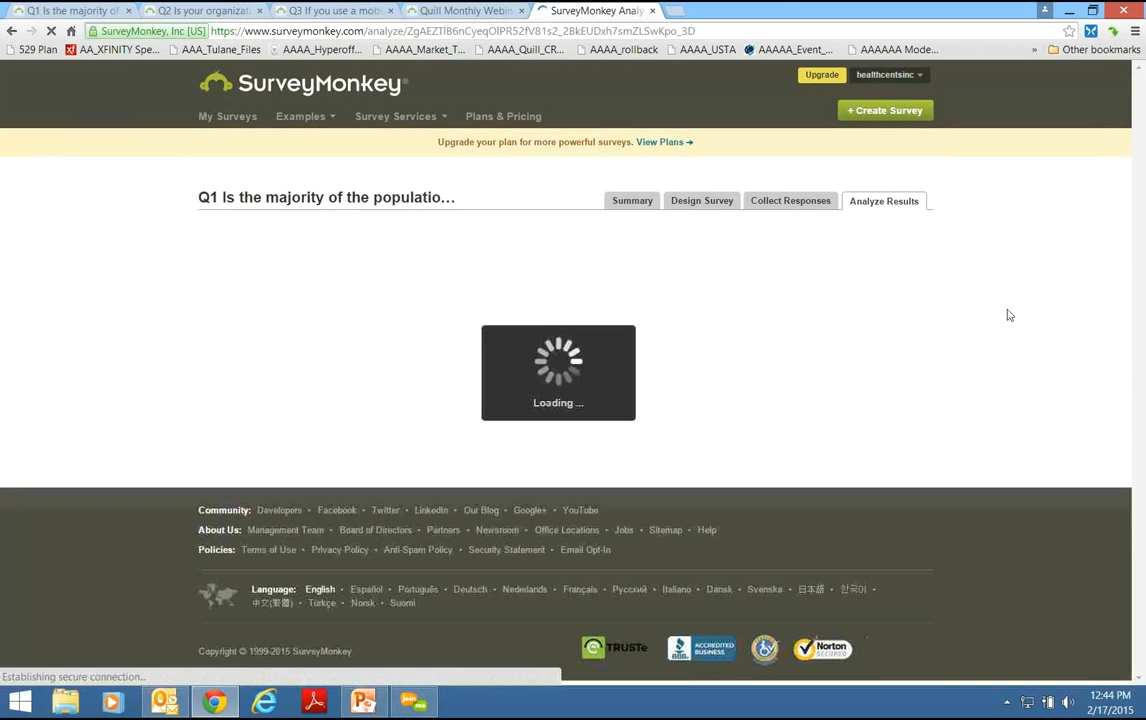 Q1 Is the majority of Q2 Is your organizat Q3 If you use a mob Quill Monthly Webin SurveyMonkey Analy
SurveyMonkey, Inc [US] https://www.surveymonkey.com/analyze/
529 Plan AA_XFINITY Spe... AAA_Tulane_Files AAAA_Hyperoff... AAAA_Market_T... AAAA_Quill_CR... AAAA_rollback AAAA_USTA AAAAA_Event_... AAAAAA Mode... » Other bookmarks
SurveyMonkey® Upgrade healthcentsinc
My Surveys Examples Survey Services Plans & Pricing + Create Survey
Upgrade your plan for more powerful surveys. View Plans →
Q1 Is the majority of the populatio... Summary Design Survey Collect Responses Analyze Results
Loading ...
Community: Developers • Facebook • Twitter • LinkedIn • Our Blog • Google+ • YouTube
About Us: Management Team • Board of Directors • Partners • Newsroom • Office Locations • Jobs • Sitemap • Help
Policies: Terms of Use • Privacy Policy • Anti-Spam Policy • Security Statement • Email Opt-In
Language: English • Español • Português • Deutsch • Nederlands • Français • Русский • Italiano • Dansk • Svenska • 日本語 • 한국어 •
中文(繁體) • Türkçe • Norsk • Suomi
Copyright © 1999-2015 SurveyMonkey TRUSTe BBB ACCREDITED BUSINESS Norton SECURED
Establishing secure connection...
12:44 PM
2/17/2015